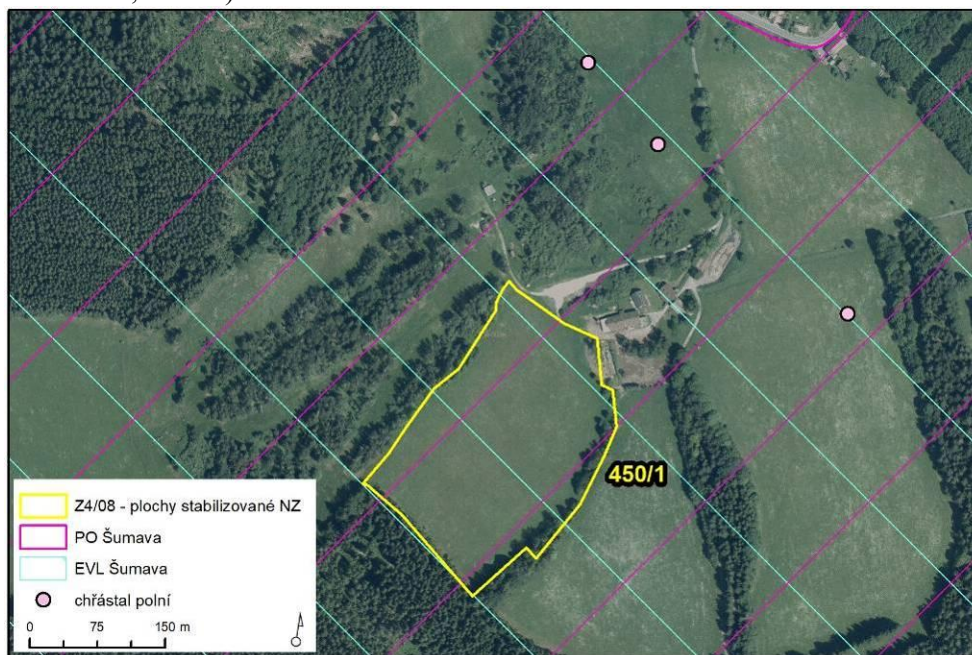 450/1
Z4/08 - plochy stabilizované NZ
PO Šumava
EVL Šumava
chřástal polní
0 75 150 m